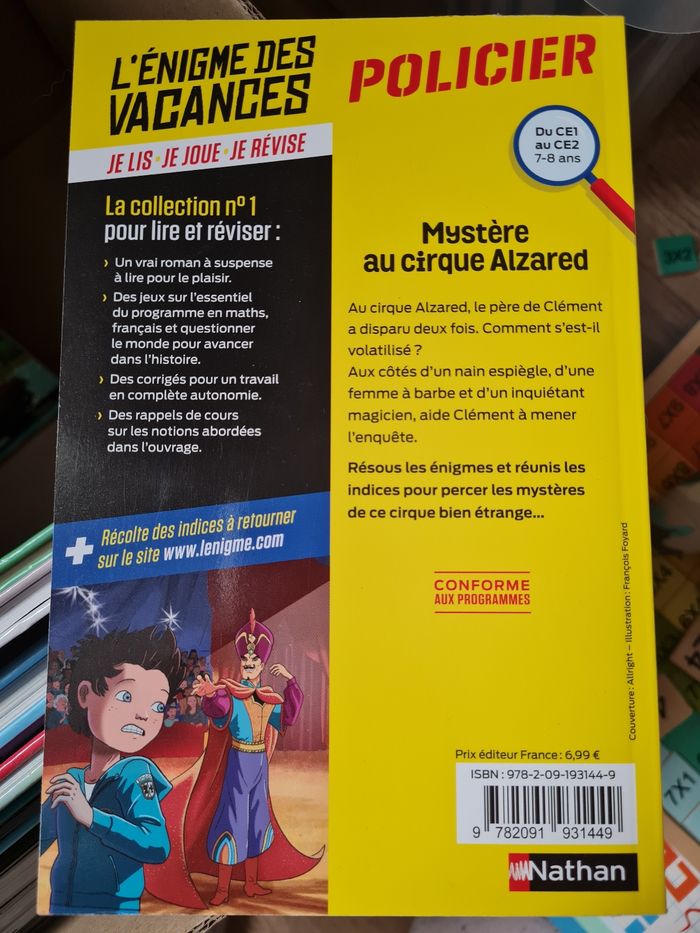 L'ÉNIGME DES
VACANCES
JE LIS • JE JOUE • JE RÉVISE
La collection nº 1
pour lire et réviser :
› Un vrai roman à suspense
à lire pour le plaisir.
› Des jeux sur l'essentiel
du programme en maths,
français et questionner
le monde pour avancer
dans l'histoire.
› Des corrigés pour un travail
en complète autonomie.
› Des rappels de cours
sur les notions abordées
dans l'ouvrage.
+ Récolte des indices à retourner
sur le site www.lenigme.com
POLICIER
Du CE1
au CE2
7-8 ans
Mystère
au cirque Alzared
Au cirque Alzared, le père de Clément
a disparu deux fois. Comment s'est-il
volatilisé ?
Aux côtés d'un nain espiègle, d'une
femme à barbe et d'un inquiétant
magicien, aide Clément à mener
l'enquête.
Résous les énigmes et réunis les
indices pour percer les mystères
de ce cirque bien étrange...
CONFORME
AUX PROGRAMMES
Couverture : Allright – Illustration : François Foyard
Prix éditeur France : 6,99 €
ISBN : 978-2-09-193144-9
9 782091 931449
Nathan
3X2
7X1